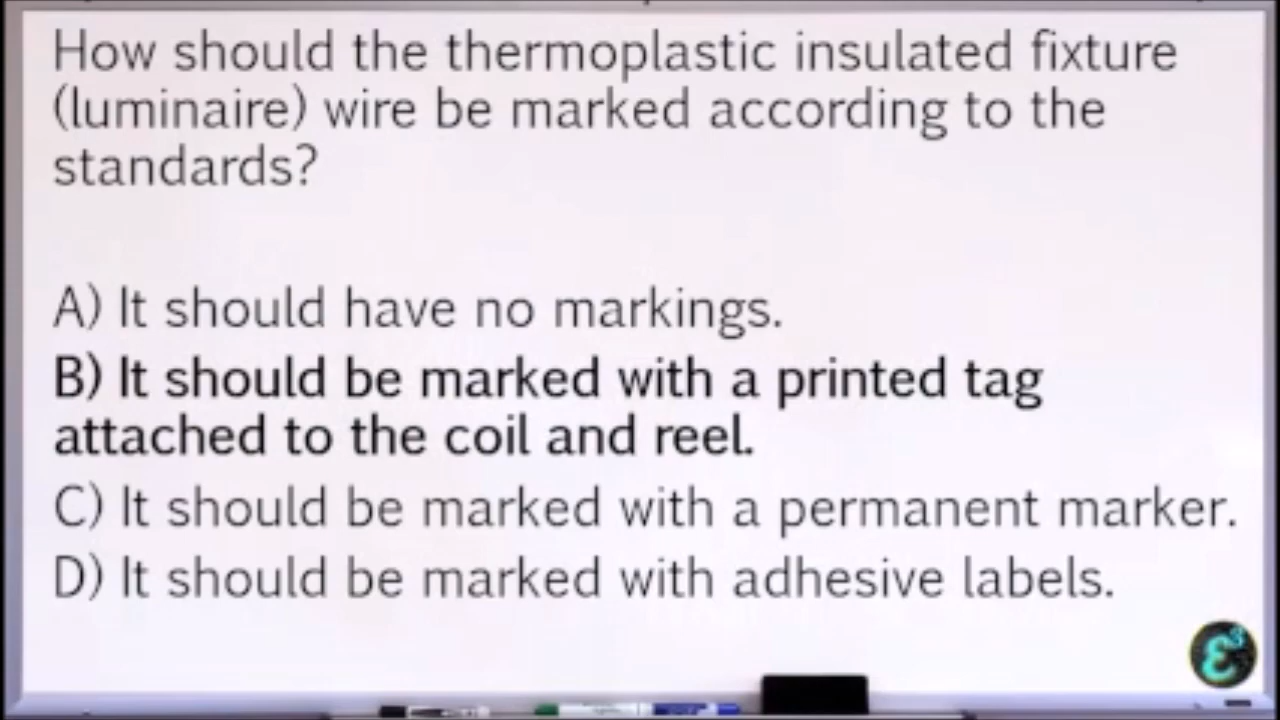 How should the thermoplastic insulated fixture
(luminaire) wire be marked according to the
standards?
A) It should have no markings.
B) It should be marked with a printed tag
attached to the coil and reel.
C) It should be marked with a permanent marker.
D) It should be marked with adhesive labels.
ε³